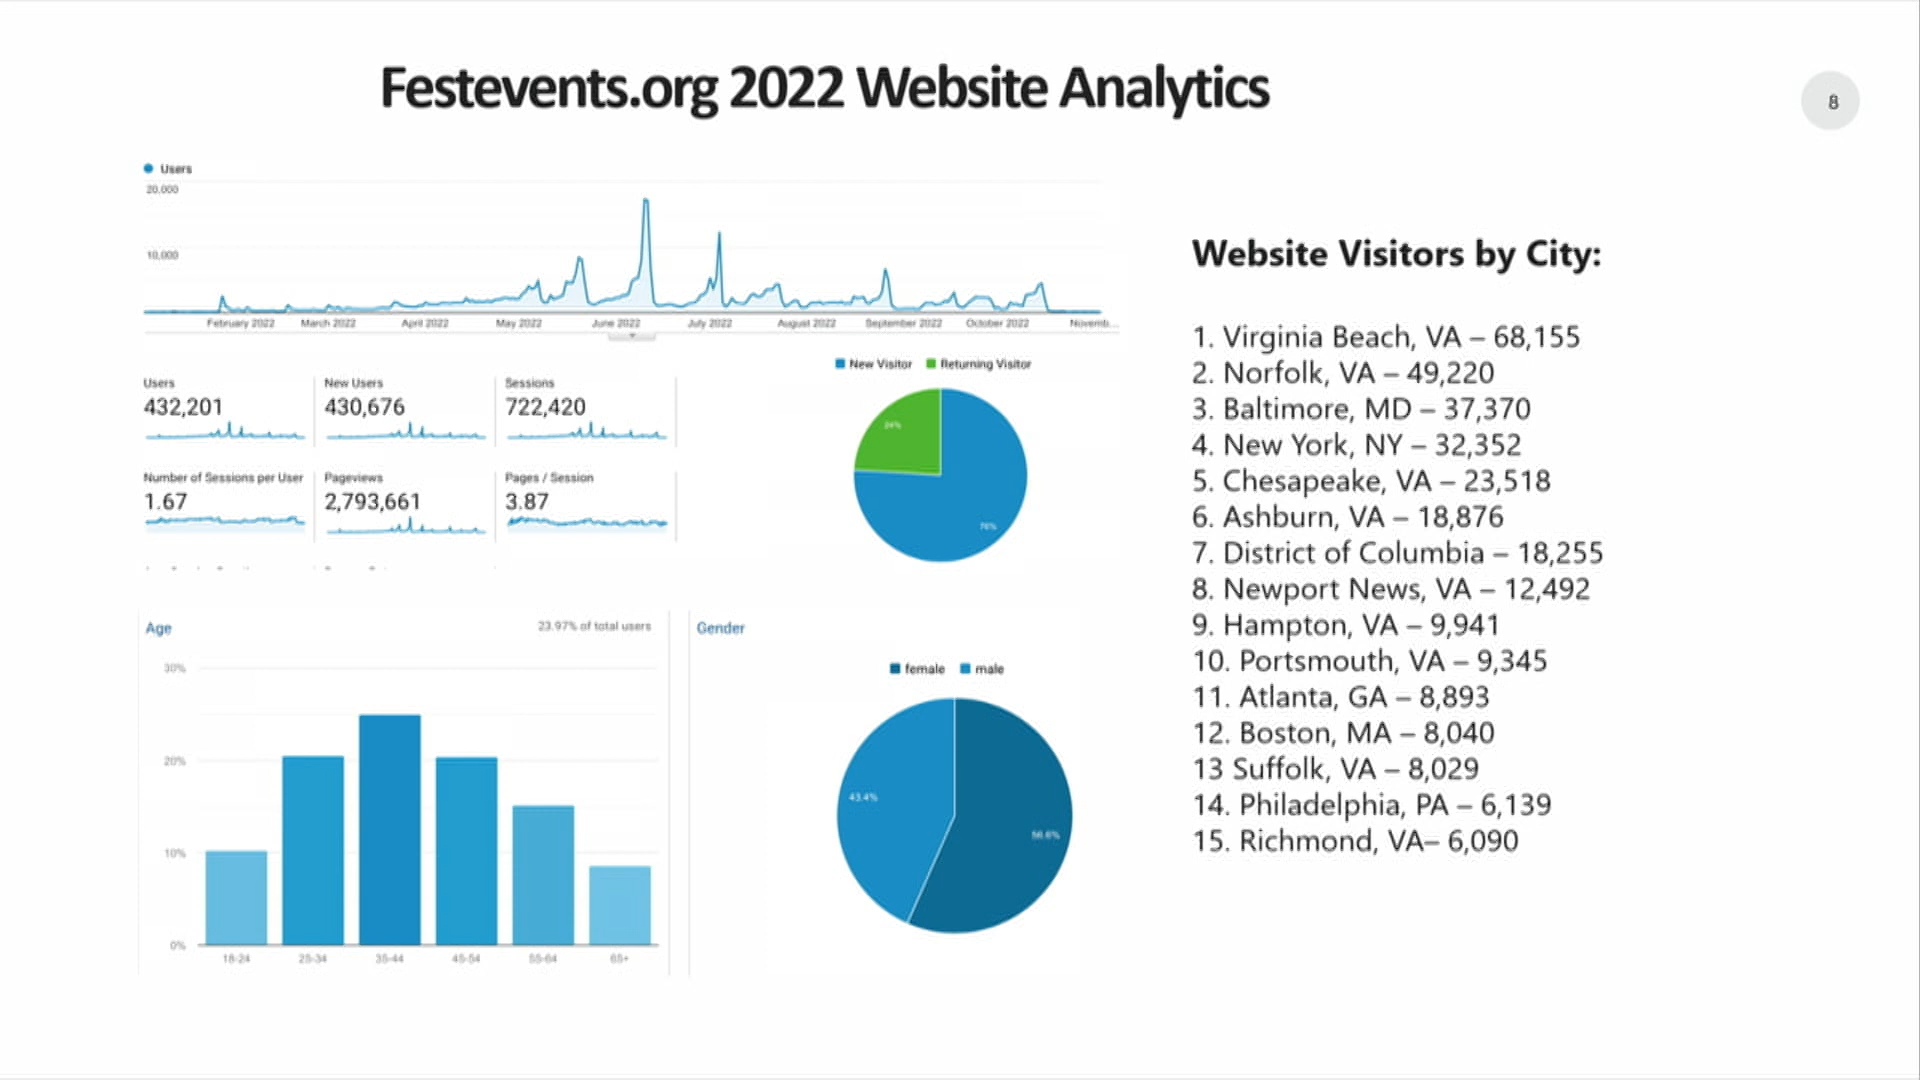 Festevents.org 2022 Website Analytics
8
Users
20,000
10,000
February 2022 March 2022 April 2022 May 2022 June 2022 July 2022 August 2022 September 2022 October 2022 Novemb...
Users
432,201
New Users
430,676
Sessions
722,420
Number of Sessions per User
1.67
Pageviews
2,793,661
Pages / Session
3.87
New Visitor Returning Visitor
24%
76%
Age
23.97% of total users
30%
20%
10%
0%
18-24 25-34 35-44 45-54 55-64 65+
Gender
female male
43.4%
56.6%
Website Visitors by City:
1. Virginia Beach, VA – 68,155
2. Norfolk, VA – 49,220
3. Baltimore, MD – 37,370
4. New York, NY – 32,352
5. Chesapeake, VA – 23,518
6. Ashburn, VA – 18,876
7. District of Columbia – 18,255
8. Newport News, VA – 12,492
9. Hampton, VA – 9,941
10. Portsmouth, VA – 9,345
11. Atlanta, GA – 8,893
12. Boston, MA – 8,040
13 Suffolk, VA – 8,029
14. Philadelphia, PA – 6,139
15. Richmond, VA– 6,090